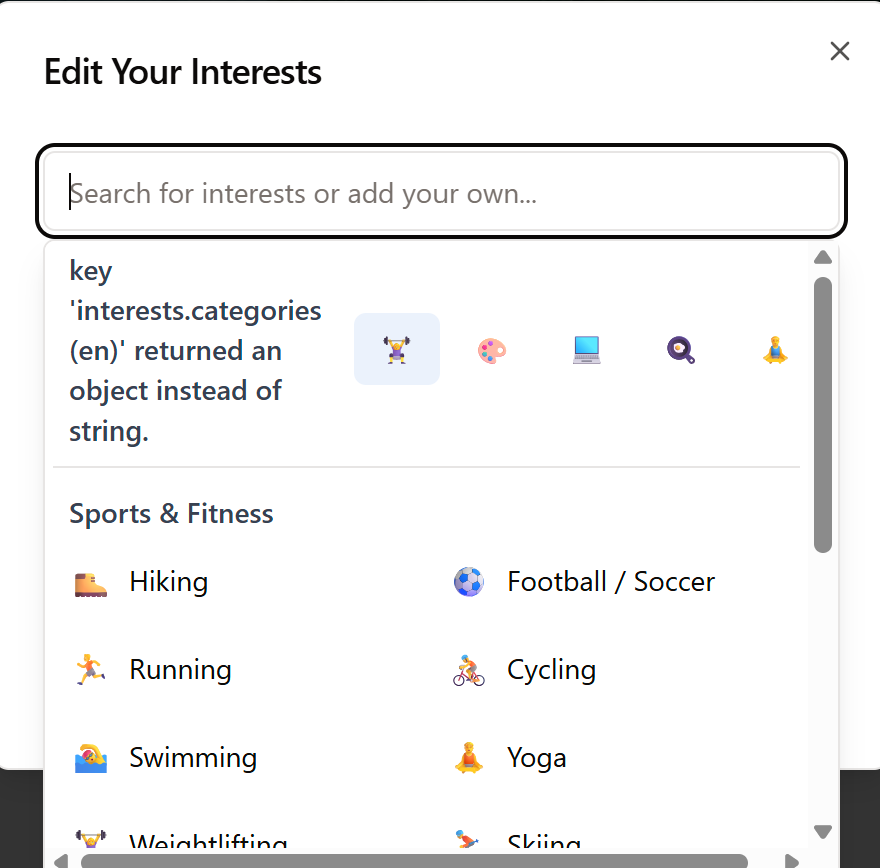 Edit Your Interests
Search for interests or add your own...
key
'interests.categories
(en)' returned an
object instead of
string.
Sports & Fitness
Hiking
Football / Soccer
Running
Cycling
Swimming
Yoga
Weightlifting
Skiing